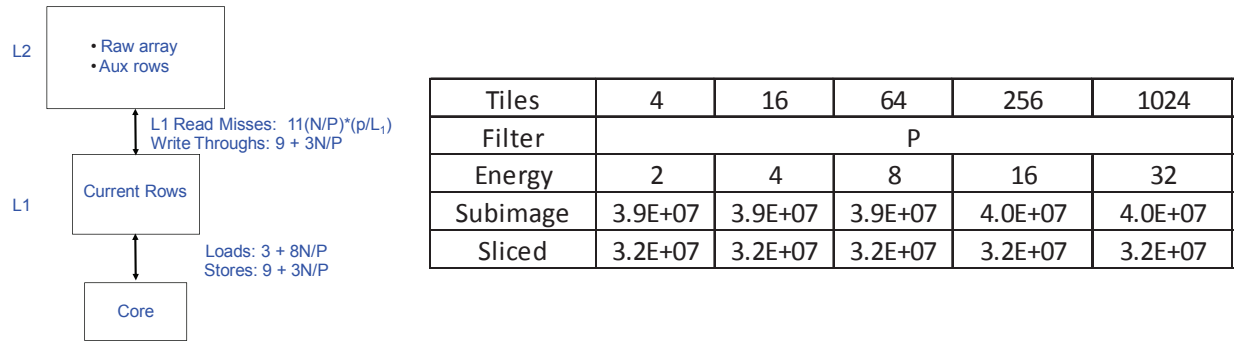 L2
• Raw array
• Aux rows
L1 Read Misses: 11(N/P)*(p/L₁)
Write Throughs: 9 + 3N/P
L1
Current Rows
Loads: 3 + 8N/P
Stores: 9 + 3N/P
Core
Tiles 4 16 64 256 1024
Filter P
Energy 2 4 8 16 32
Subimage 3.9E+07 3.9E+07 3.9E+07 4.0E+07 4.0E+07
Sliced 3.2E+07 3.2E+07 3.2E+07 3.2E+07 3.2E+07